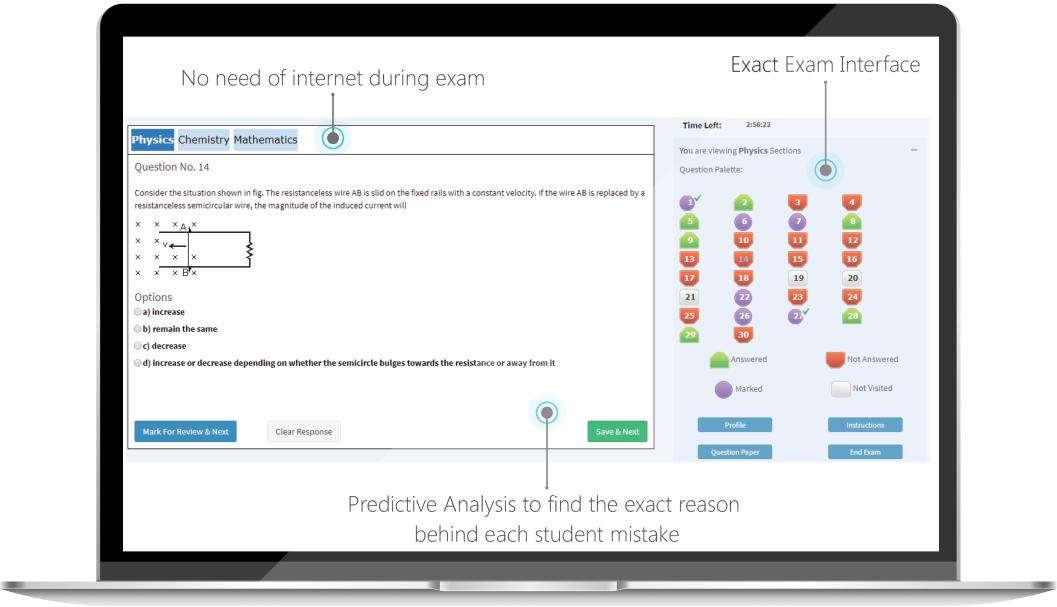 No need of internet during exam
Exact Exam Interface
Physics Chemistry Mathematics
Question No. 14
Consider the situation shown in fig. The resistanceless wire AB is slid on the fixed rails with a constant velocity. If the wire AB is replaced by a
resistanceless semicircular wire, the magnitude of the induced current will
× × × A ×
× × v
× × × ×
× × × B ×
Options
a) increase
b) remain the same
c) decrease
d) increase or decrease depending on whether the semicircle bulges towards the resistance or away from it
Mark For Review & Next Clear Response Save & Next
Time Left: 2:56:22
You are viewing Physics Sections −
Question Palette:
1 2 3 4
5 6 7 8
9 10 11 12
13 14 15 16
17 18 19 20
21 22 23 24
25 26 27 28
29 30
Answered Not Answered
Marked Not Visited
Profile Instructions
Question Paper End Exam
Predictive Analysis to find the exact reason
behind each student mistake